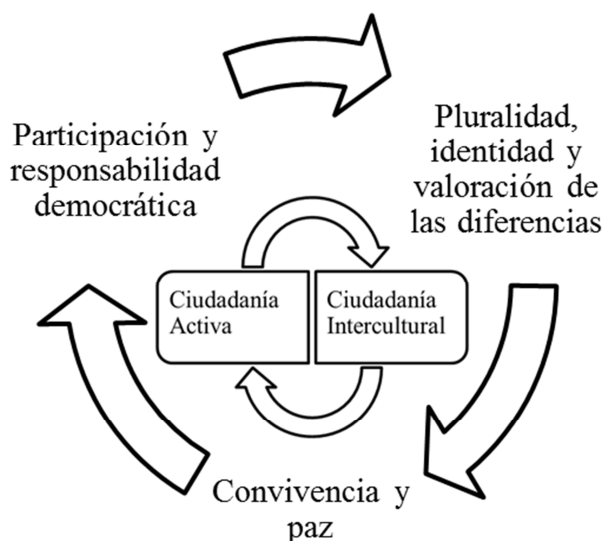 Participación y
responsabilidad
democrática
Pluralidad,
identidad y
valoración de
las diferencias
Ciudadanía
Activa
Ciudadanía
Intercultural
Convivencia y
paz